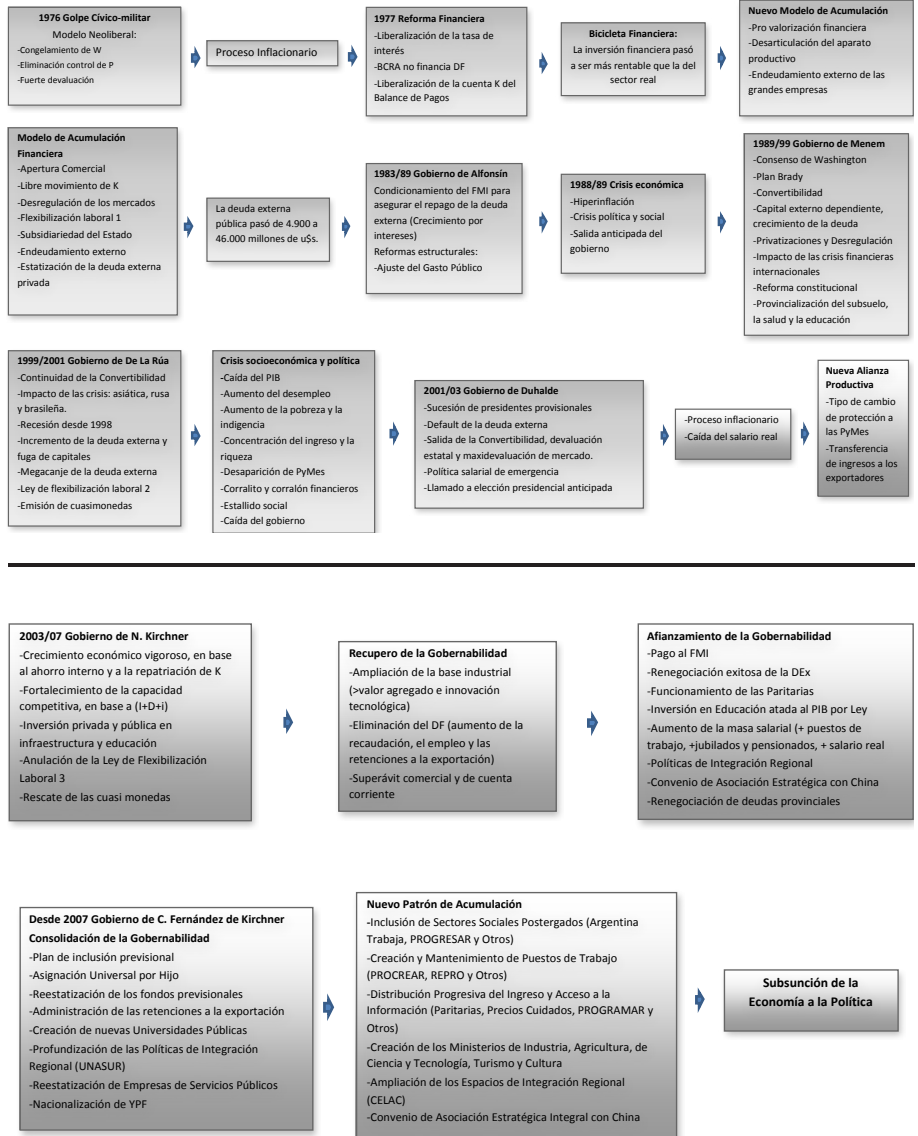 1976 Golpe Cívico-militar
Modelo Neoliberal:
-Congelamiento de W
-Eliminación control de P
-Fuerte devaluación
Proceso Inflacionario
1977 Reforma Financiera
-Liberalización de la tasa de
interés
-BCRA no financia DF
-Liberalización de la cuenta K del
Balance de Pagos
Bicicleta Financiera:
La inversión financiera pasó
a ser más rentable que la del
sector real
Nuevo Modelo de Acumulación
-Pro valorización financiera
-Desarticulación del aparato
productivo
-Endeudamiento externo de las
grandes empresas
Modelo de Acumulación
Financiera
-Apertura Comercial
-Libre movimiento de K
-Desregulación de los mercados
-Flexibilización laboral 1
-Subsidiariedad del Estado
-Endeudamiento externo
-Estatización de la deuda externa
privada
La deuda externa
pública pasó de 4.900 a
46.000 millones de u$s.
1983/89 Gobierno de Alfonsín
Condicionamiento del FMI para
asegurar el repago de la deuda
externa (Crecimiento por
intereses)
Reformas estructurales:
-Ajuste del Gasto Público
1988/89 Crisis económica
-Hiperinflación
-Crisis política y social
-Salida anticipada del
gobierno
1989/99 Gobierno de Menem
-Consenso de Washington
-Plan Brady
-Convertibilidad
-Capital externo dependiente,
crecimiento de la deuda
-Privatizaciones y Desregulación
-Impacto de las crisis financieras
internacionales
-Reforma constitucional
-Provincialización del subsuelo,
la salud y la educación
1999/2001 Gobierno de De La Rúa
-Continuidad de la Convertibilidad
-Impacto de las crisis: asiática, rusa
y brasileña.
-Recesión desde 1998
-Incremento de la deuda externa y
fuga de capitales
-Megacanje de la deuda externa
-Ley de flexibilización laboral 2
-Emisión de cuasimonedas
Crisis socioeconómica y política
-Caída del PIB
-Aumento del desempleo
-Aumento de la pobreza y la
indigencia
-Concentración del ingreso y la
riqueza
-Desaparición de PyMes
-Corralito y corralón financieros
-Estallido social
-Caída del gobierno
2001/03 Gobierno de Duhalde
-Sucesión de presidentes provisionales
-Default de la deuda externa
-Salida de la Convertibilidad, devaluación
estatal y maxidevaluación de mercado.
-Política salarial de emergencia
-Llamado a elección presidencial anticipada
-Proceso inflacionario
-Caída del salario real
Nueva Alianza
Productiva
-Tipo de cambio
de protección a
las PyMes
-Transferencia
de ingresos a los
exportadores
2003/07 Gobierno de N. Kirchner
-Crecimiento económico vigoroso, en base
al ahorro interno y a la repatriación de K
-Fortalecimiento de la capacidad
competitiva, en base a (I+D+i)
-Inversión privada y pública en
infraestructura y educación
-Anulación de la Ley de Flexibilización
Laboral 3
-Rescate de las cuasi monedas
Recupero de la Gobernabilidad
-Ampliación de la base industrial
(>valor agregado e innovación
tecnológica)
-Eliminación del DF (aumento de la
recaudación, el empleo y las
retenciones a la exportación)
-Superávit comercial y de cuenta
corriente
Afianzamiento de la Gobernabilidad
-Pago al FMI
-Renegociación exitosa de la DEx
-Funcionamiento de las Paritarias
-Inversión en Educación atada al PIB por Ley
-Aumento de la masa salarial (+ puestos de
trabajo, +jubilados y pensionados, + salario real
-Políticas de Integración Regional
-Convenio de Asociación Estratégica con China
-Renegociación de deudas provinciales
Desde 2007 Gobierno de C. Fernández de Kirchner
Consolidación de la Gobernabilidad
-Plan de inclusión previsional
-Asignación Universal por Hijo
-Reestatización de los fondos previsionales
-Administración de las retenciones a la exportación
-Creación de nuevas Universidades Públicas
-Profundización de las Políticas de Integración
Regional (UNASUR)
-Reestatización de Empresas de Servicios Públicos
-Nacionalización de YPF
Nuevo Patrón de Acumulación
-Inclusión de Sectores Sociales Postergados (Argentina
Trabaja, PROGRESAR y Otros)
-Creación y Mantenimiento de Puestos de Trabajo
(PROCREAR, REPRO y Otros)
-Distribución Progresiva del Ingreso y Acceso a la
Información (Paritarias, Precios Cuidados, PROGRAMAR y
Otros)
-Creación de los Ministerios de Industria, Agricultura, de
Ciencia y Tecnología, Turismo y Cultura
-Ampliación de los Espacios de Integración Regional
(CELAC)
-Convenio de Asociación Estratégica Integral con China
Subsunción de la
Economía a la Política